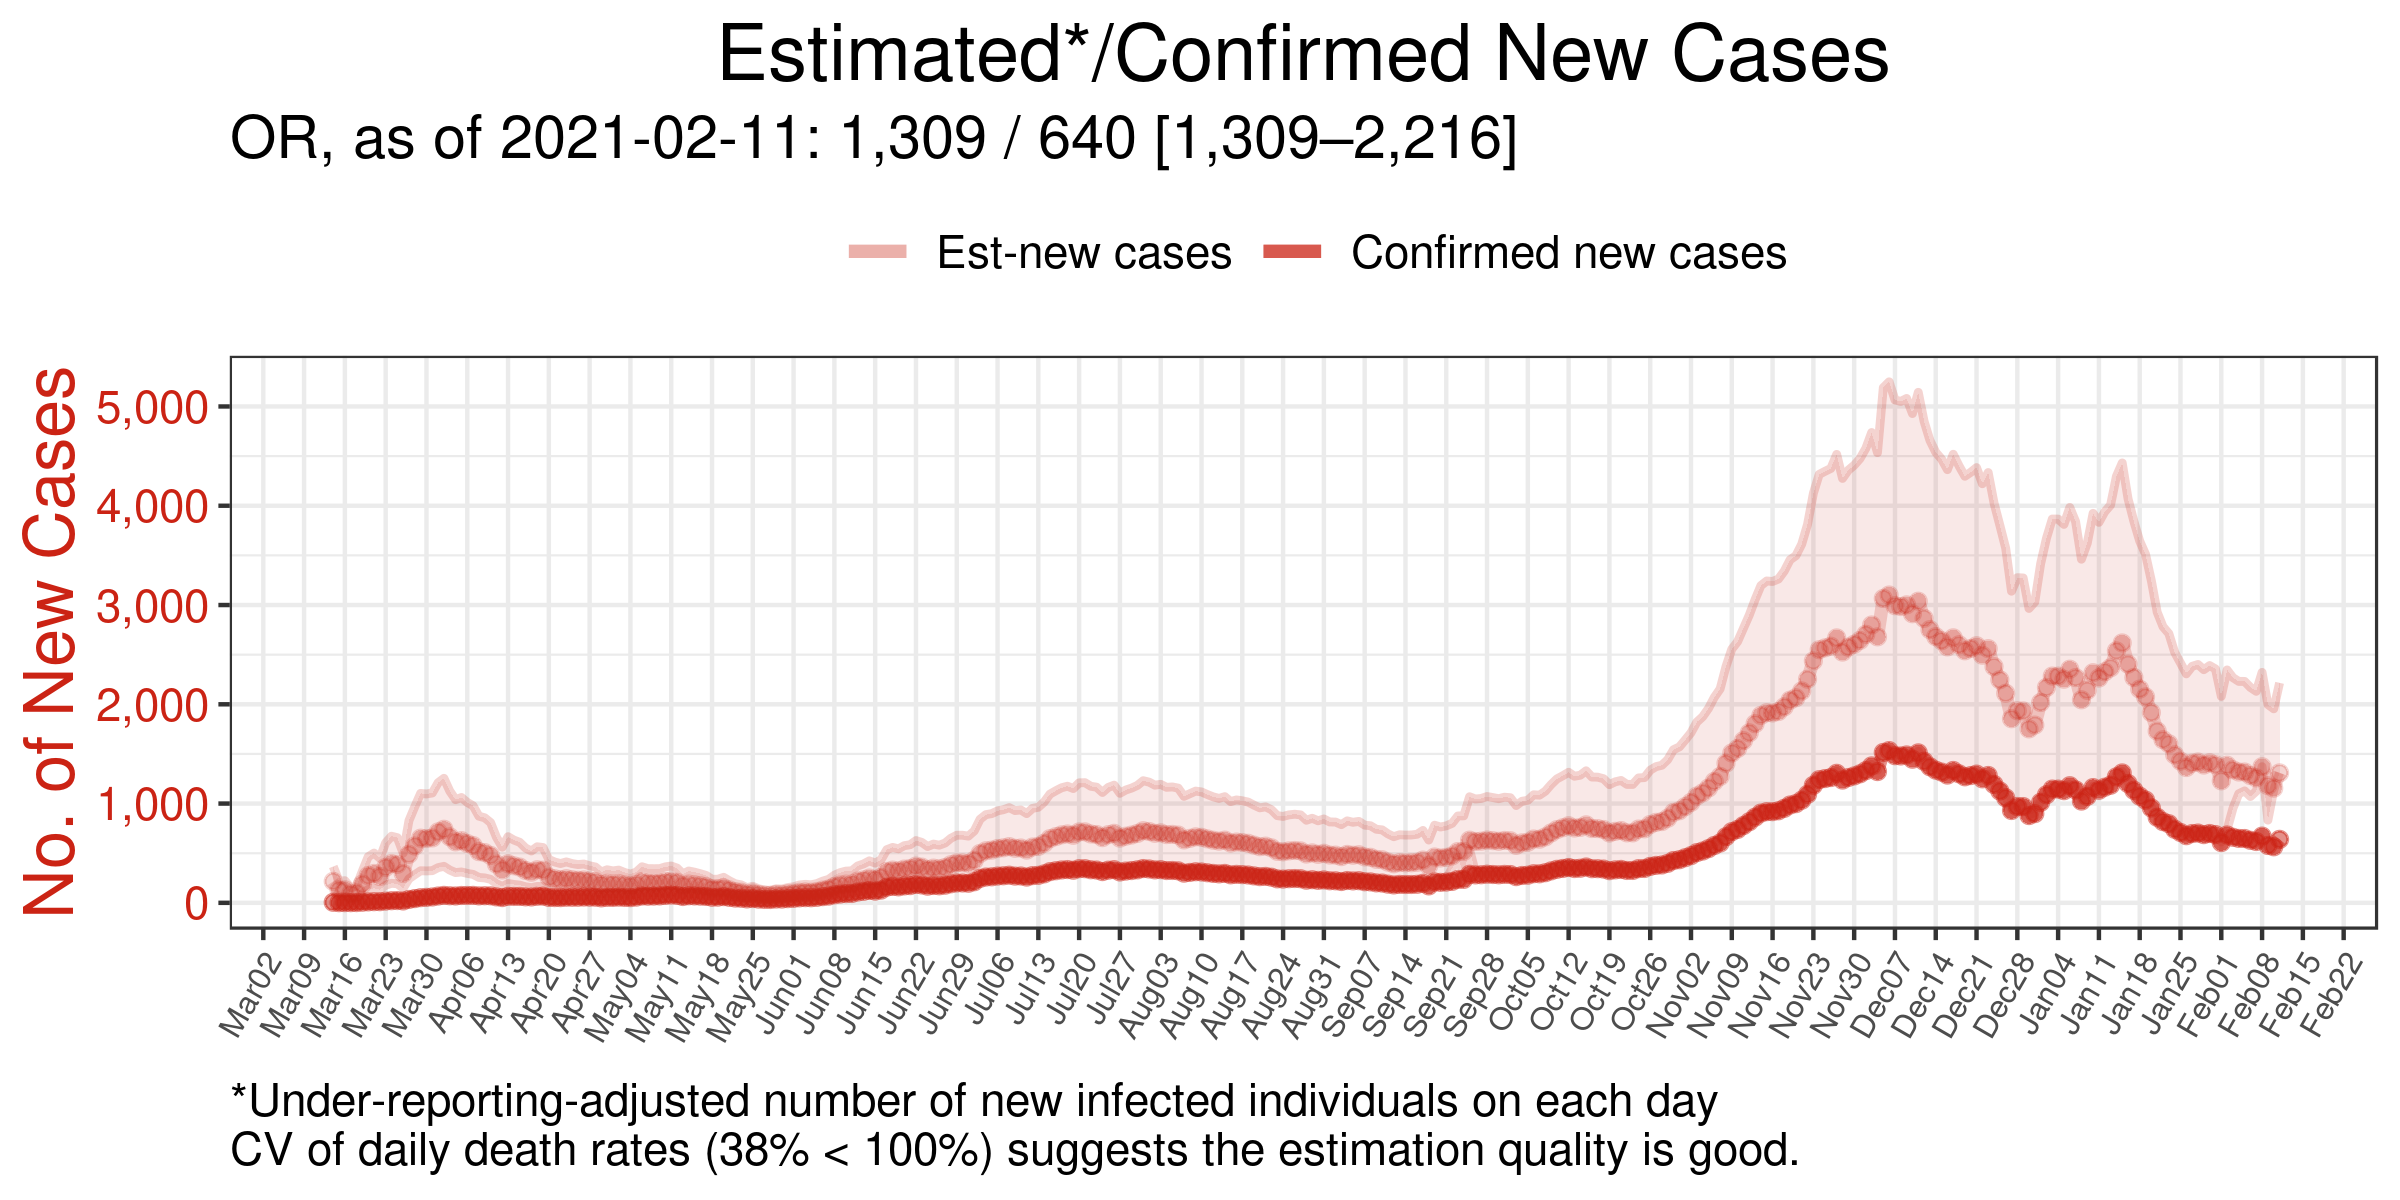 Estimated*/Confirmed New Cases
OR, as of 2021-02-11: 1,309 / 640 [1,309–2,216]
Est-new cases
Confirmed new cases
No. of New Cases
5,000
4,000
3,000
2,000
1,000
0
Mar02
Mar09
Mar16
Mar23
Mar30
Apr06
Apr13
Apr20
Apr27
May04
May11
May18
May25
Jun01
Jun08
Jun15
Jun22
Jun29
Jul06
Jul13
Jul20
Jul27
Aug03
Aug10
Aug17
Aug24
Aug31
Sep07
Sep14
Sep21
Sep28
Oct05
Oct12
Oct19
Oct26
Nov02
Nov09
Nov16
Nov23
Nov30
Dec07
Dec14
Dec21
Dec28
Jan04
Jan11
Jan18
Jan25
Feb01
Feb08
Feb15
Feb22
*Under-reporting-adjusted number of new infected individuals on each day
CV of daily death rates (38% < 100%) suggests the estimation quality is good.